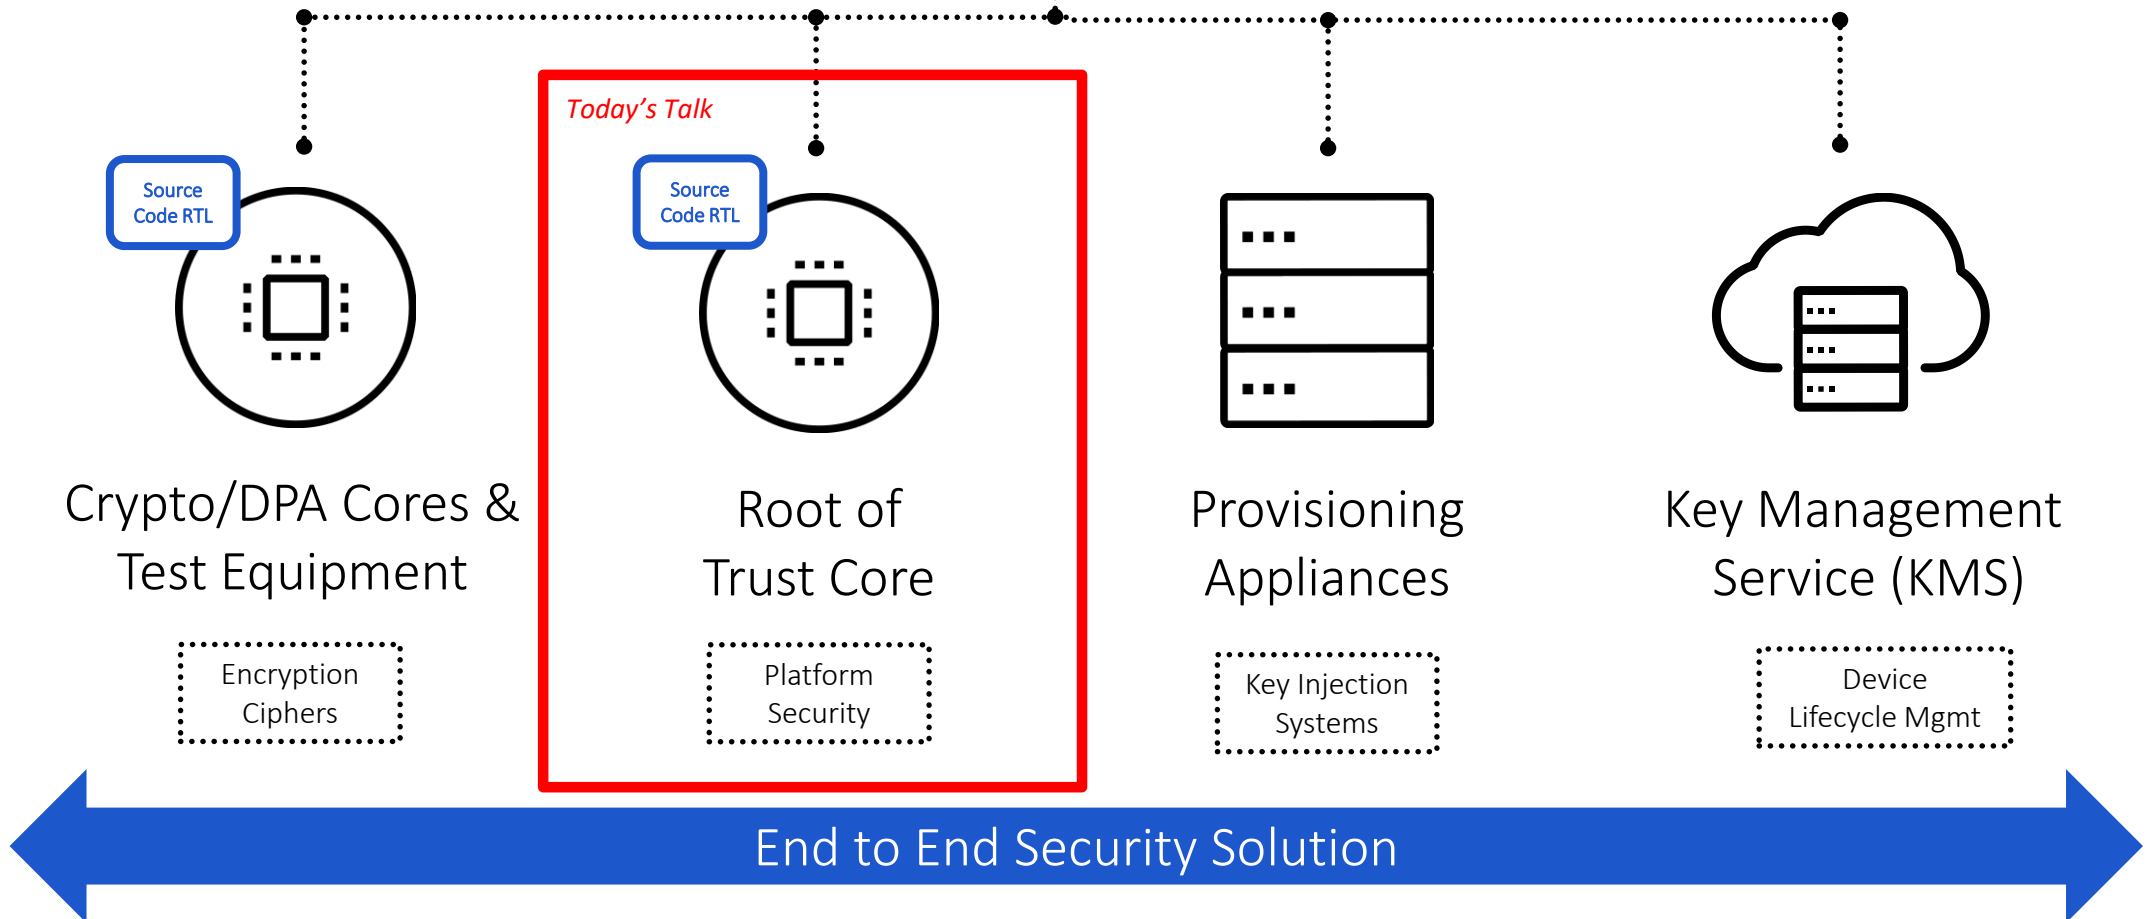 Today's Talk
Source
Code RTL
Crypto/DPA Cores &
Test Equipment
Encryption
Ciphers
Source
Code RTL
Root of
Trust Core
Platform
Security
Provisioning
Appliances
Key Injection
Systems
Key Management
Service (KMS)
Device
Lifecycle Mgmt
End to End Security Solution